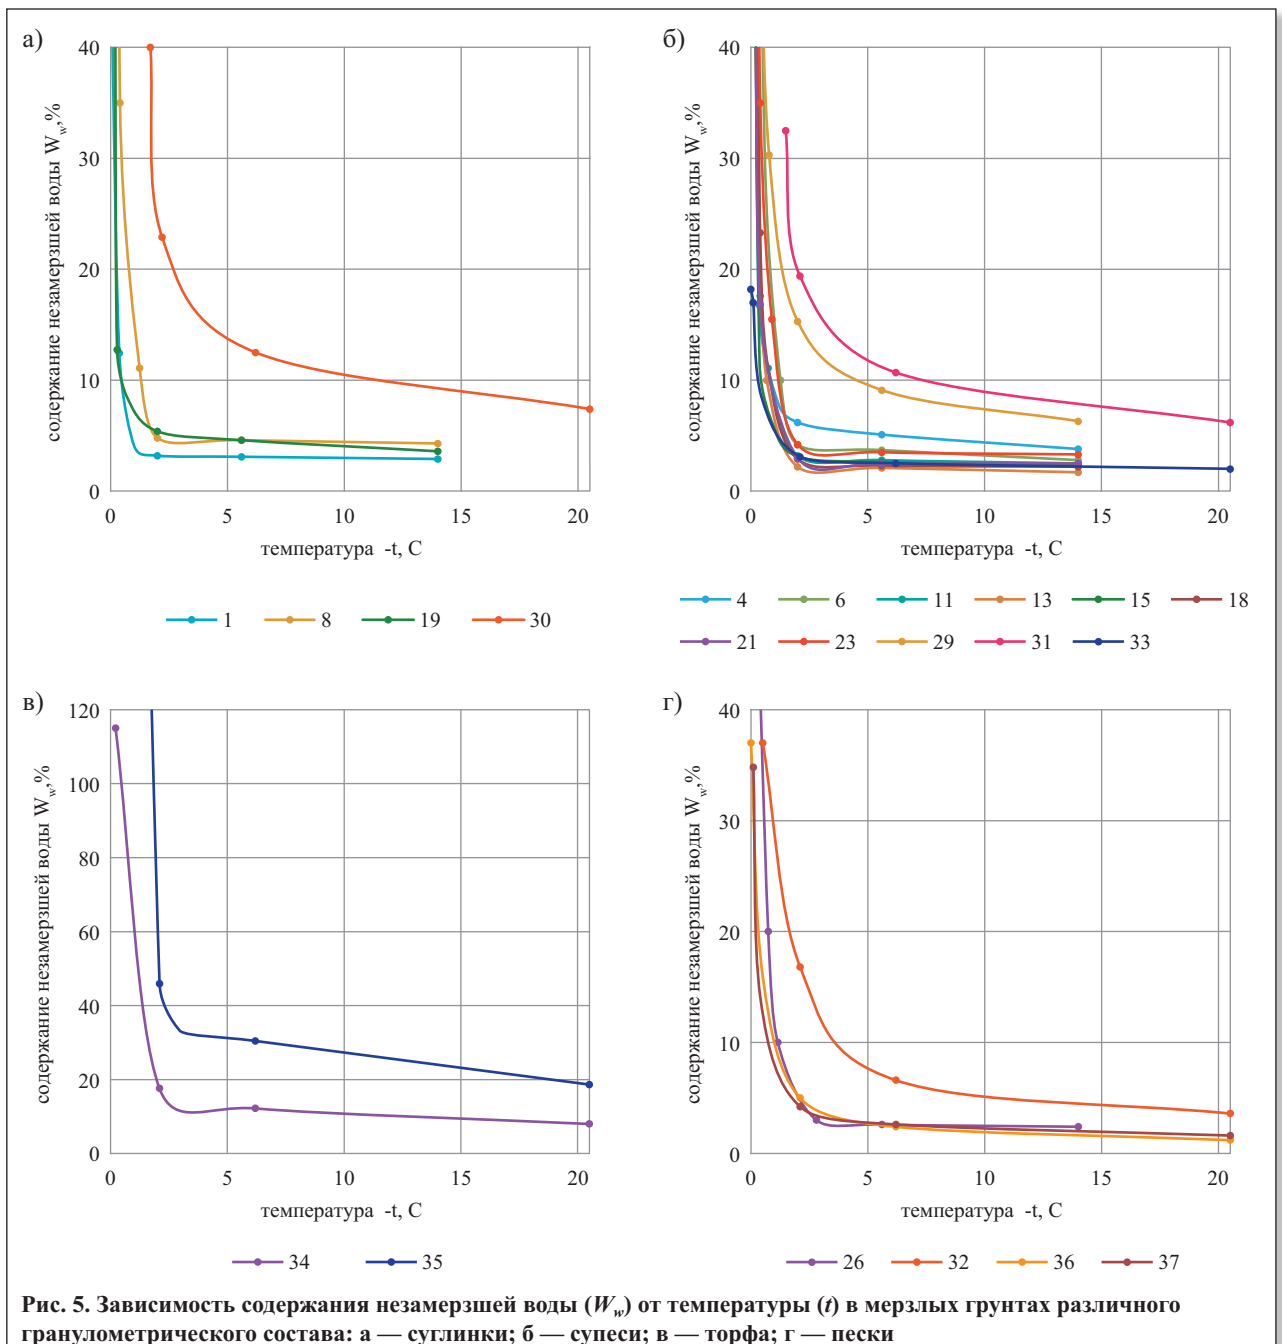 а)
содержание незамерзшей воды W_w,%
40
30
20
10
0
0 5 10 15 20
температура -t, С
1 8 19 30
б)
содержание незамерзшей воды W_w,%
40
30
20
10
0
0 5 10 15 20
температура -t, С
4 6 11 13 15 18
21 23 29 31 33
в)
содержание незамерзшей воды W_w,%
120
100
80
60
40
20
0
0 5 10 15 20
температура -t, С
34 35
г)
содержание незамерзшей воды W_w,%
40
30
20
10
0
0 5 10 15 20
температура -t, С
26 32 36 37
Рис. 5. Зависимость содержания незамерзшей воды (W_w) от температуры (t) в мерзлых грунтах различного
гранулометрического состава: а — суглинки; б — супеси; в — торфа; г — пески